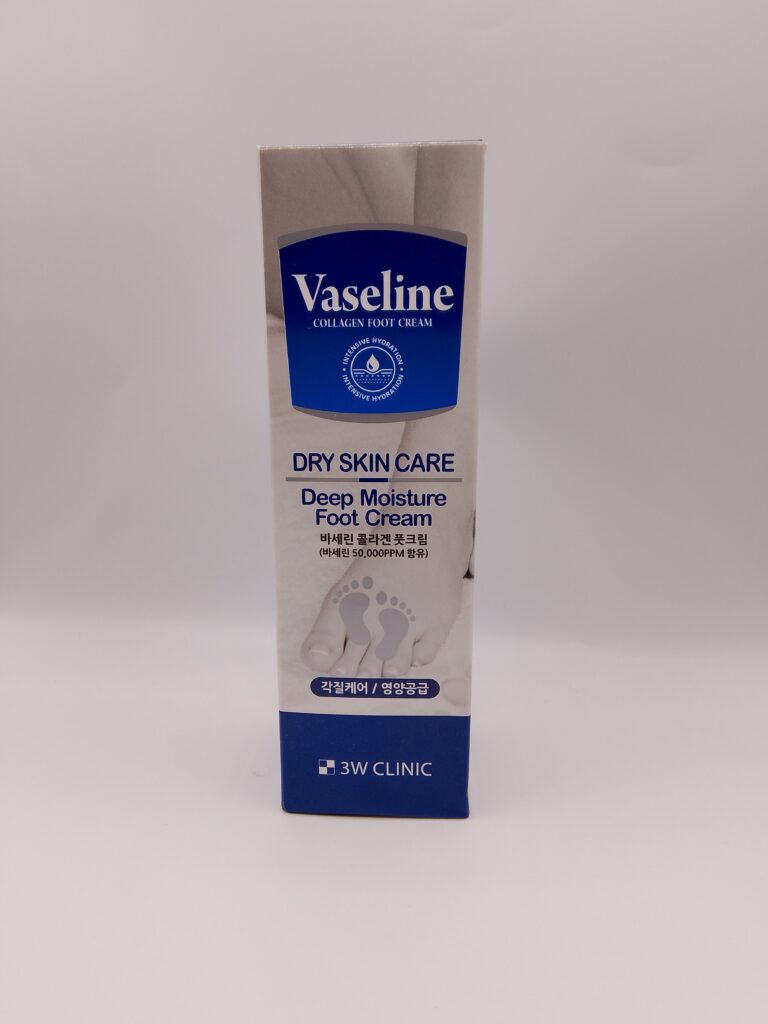 Vaseline
COLLAGEN FOOT CREAM
INTENSIVE HYDRATION
INTENSIVE HYDRATION
DRY SKIN CARE
Deep Moisture
Foot Cream
바세린 콜라겐 풋크림
(바세린 50,000PPM 함유)
각질케어 / 영양공급
3W CLINIC